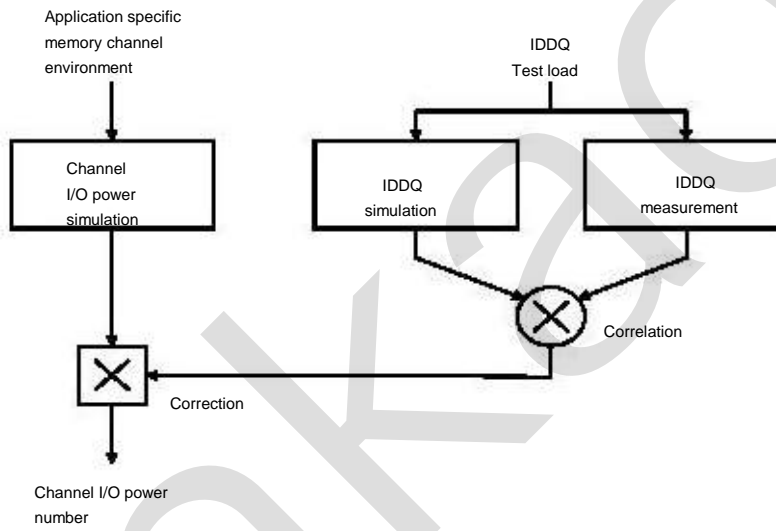 Application specific
memory channel
environment
IDDQ
Test load
Channel
I/O power
simulation
IDDQ
simulation
IDDQ
measurement
Correlation
Correction
Channel I/O power
number